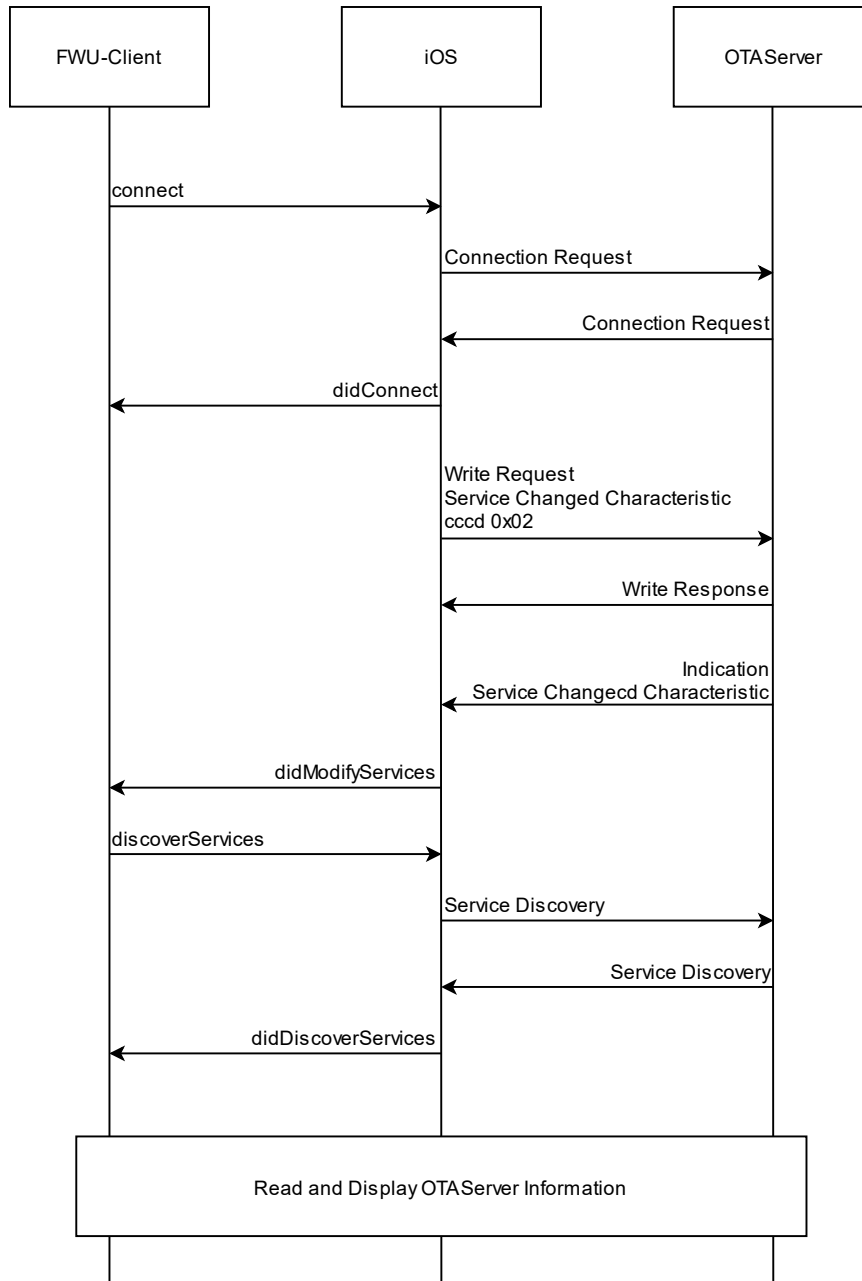 FWU-Client
iOS
OTAServer
connect
Connection Request
Connection Request
didConnect
Write Request
Service Changed Characteristic
cccd 0x02
Write Response
Indication
Service Changecd Characteristic
didModifyServices
discoverServices
Service Discovery
Service Discovery
didDiscoverServices
Read and Display OTAServer Information